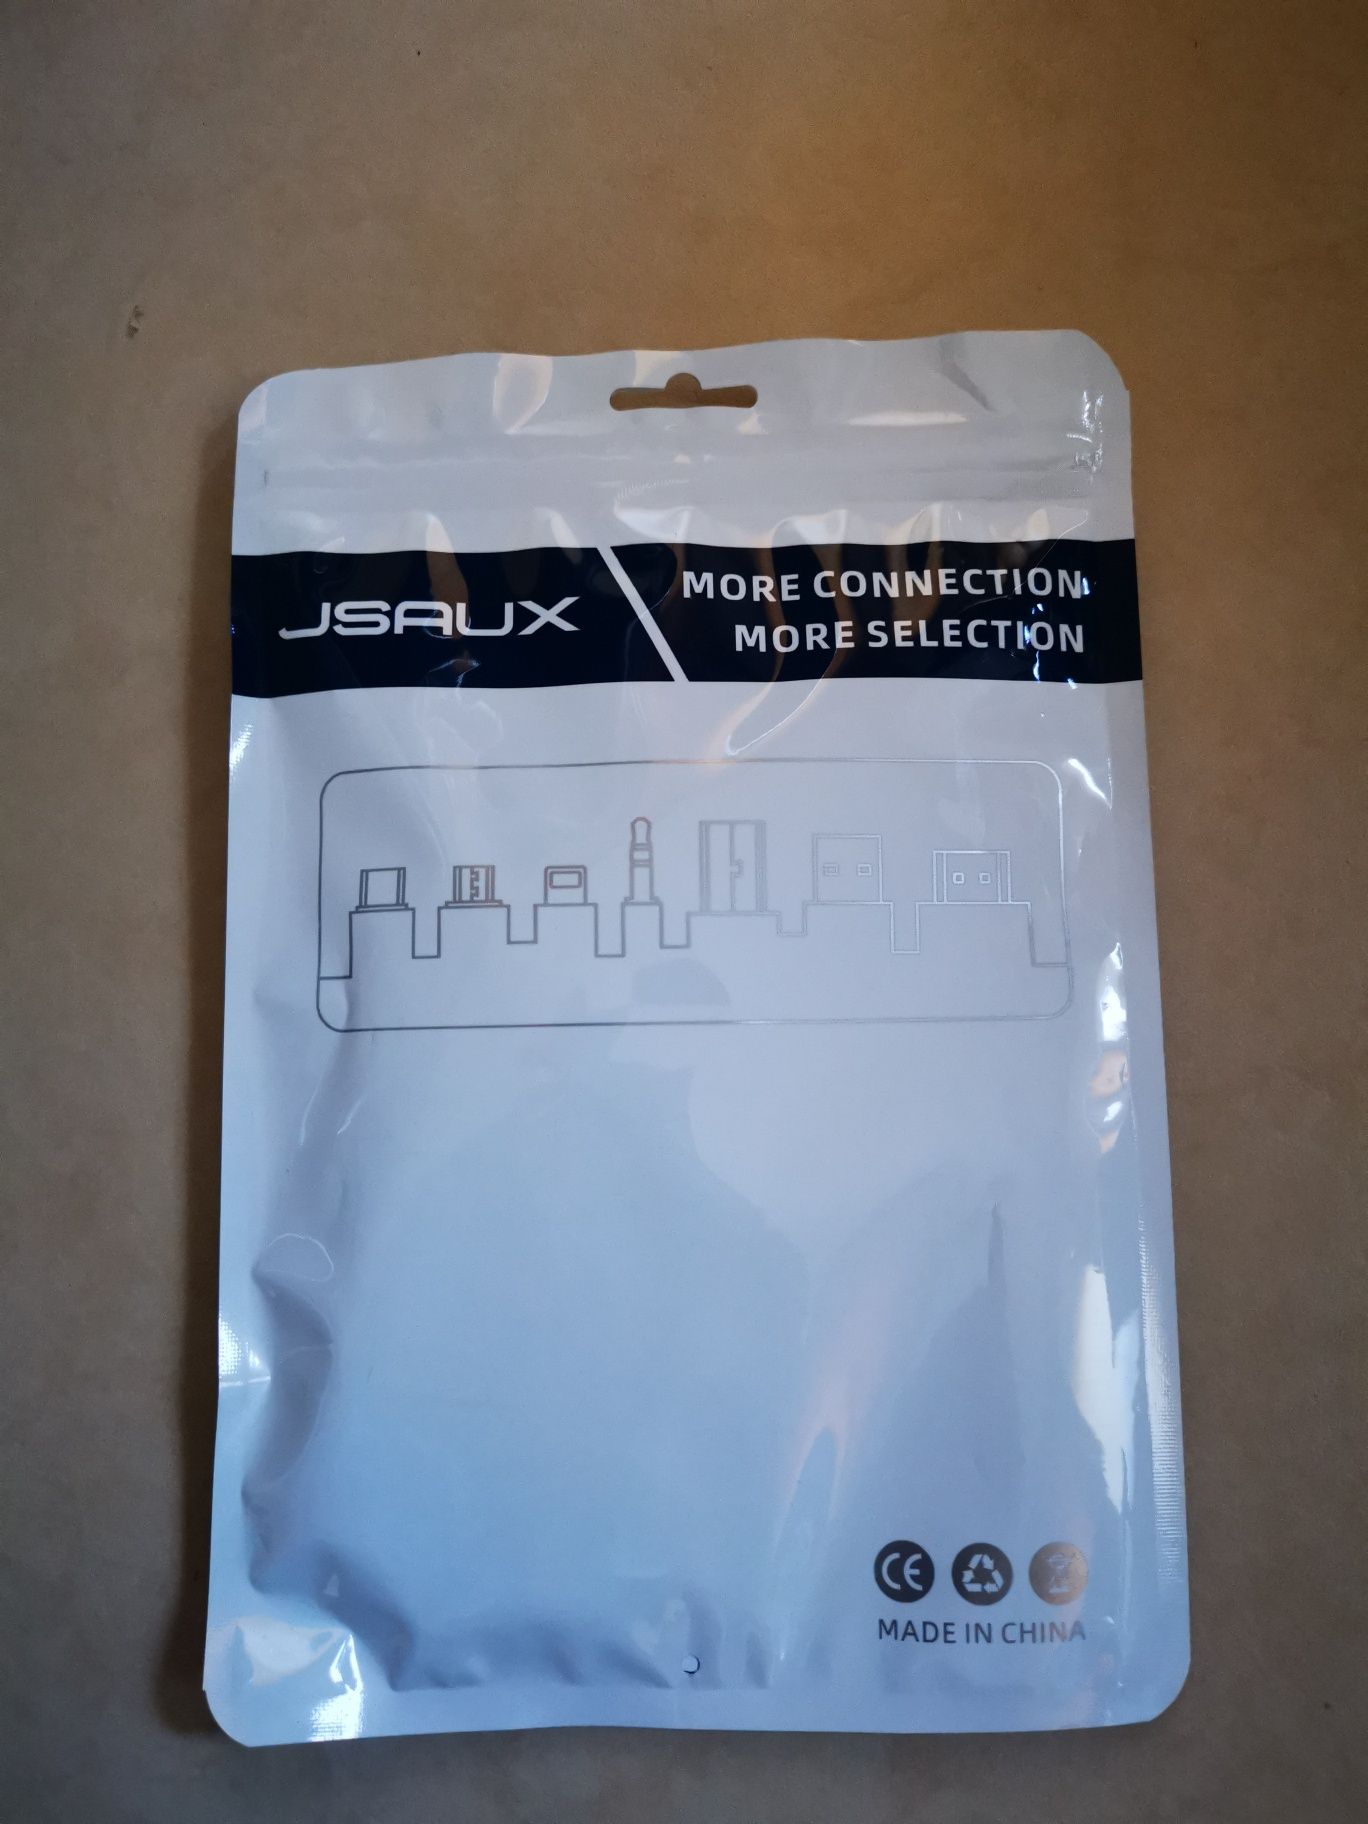 JSAUX
MORE CONNECTION
MORE SELECTION
CE
MADE IN CHINA